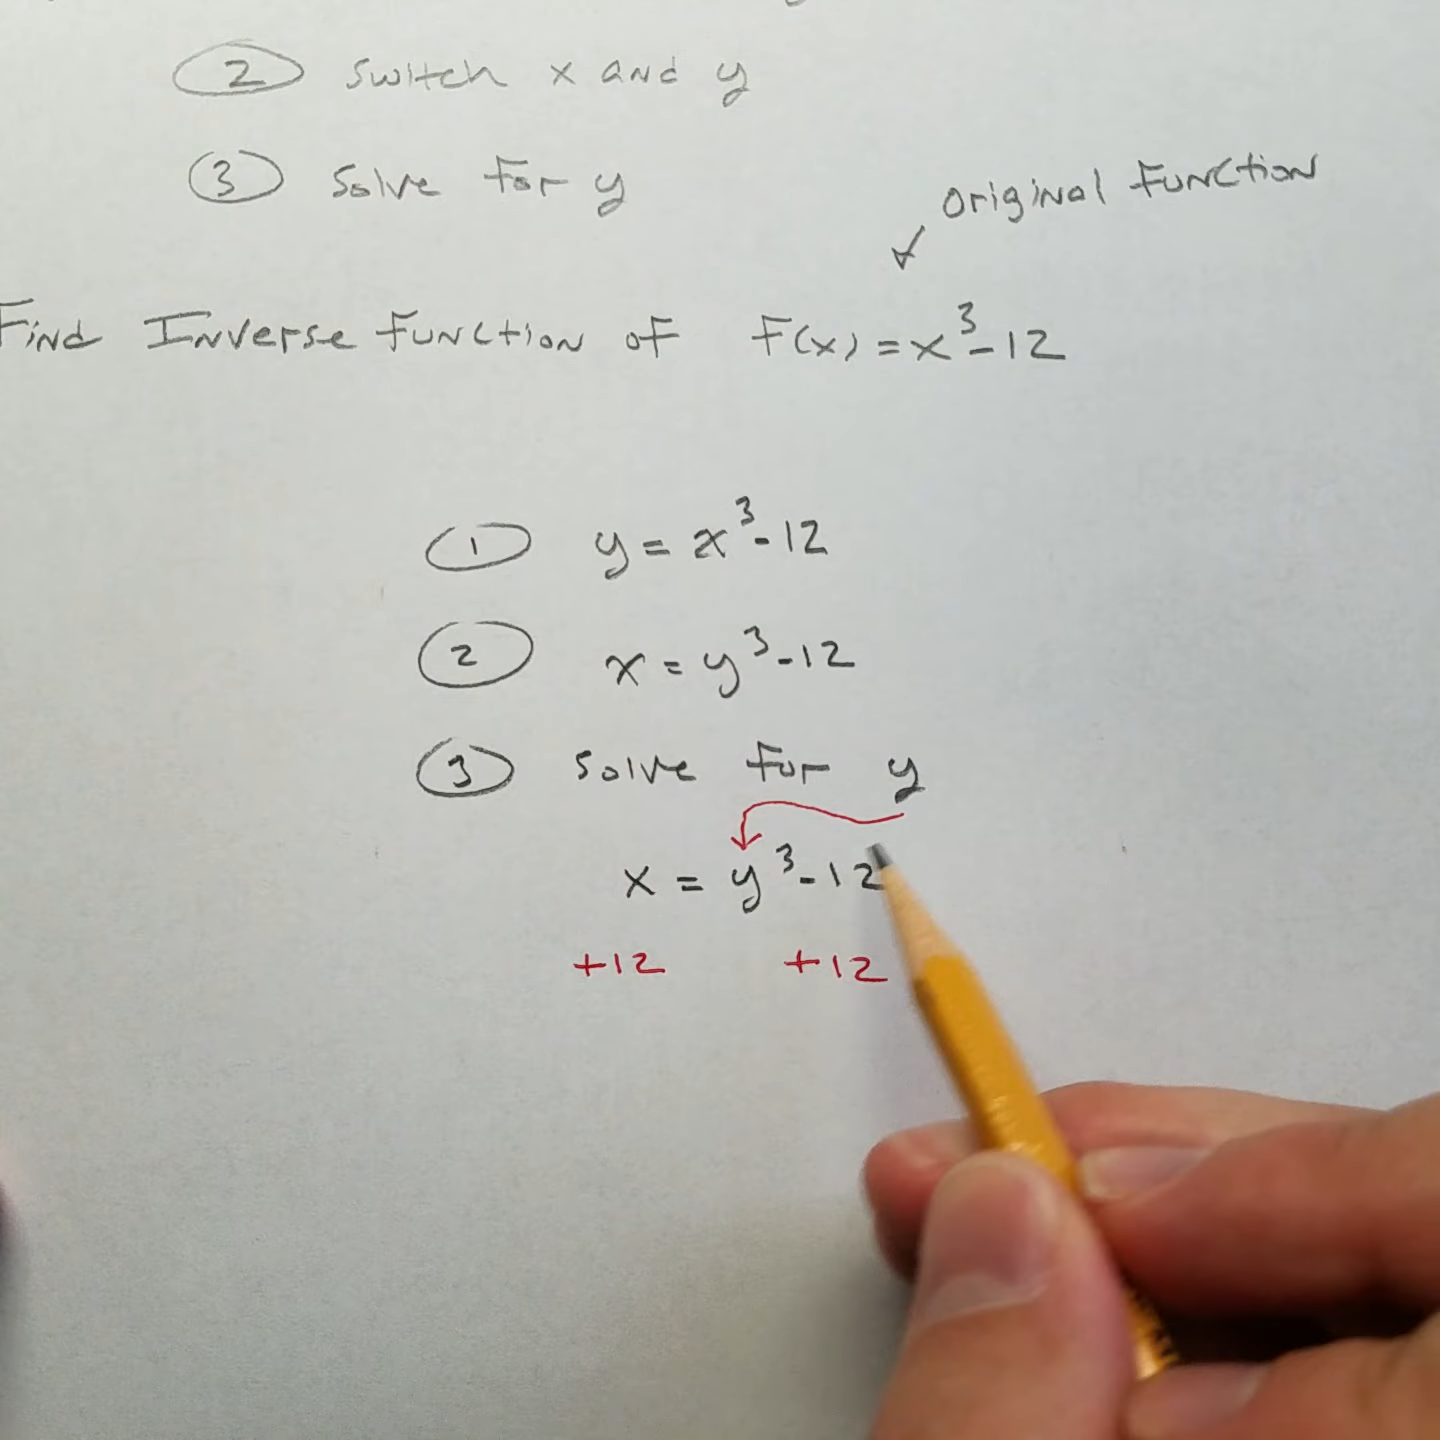 ② Switch x and y
③ Solve for y
Original Function
Find Inverse Function of F(x) = x³-12
① y = x³-12
② x = y³-12
③ Solve for y
x = y³-12
+12 +12